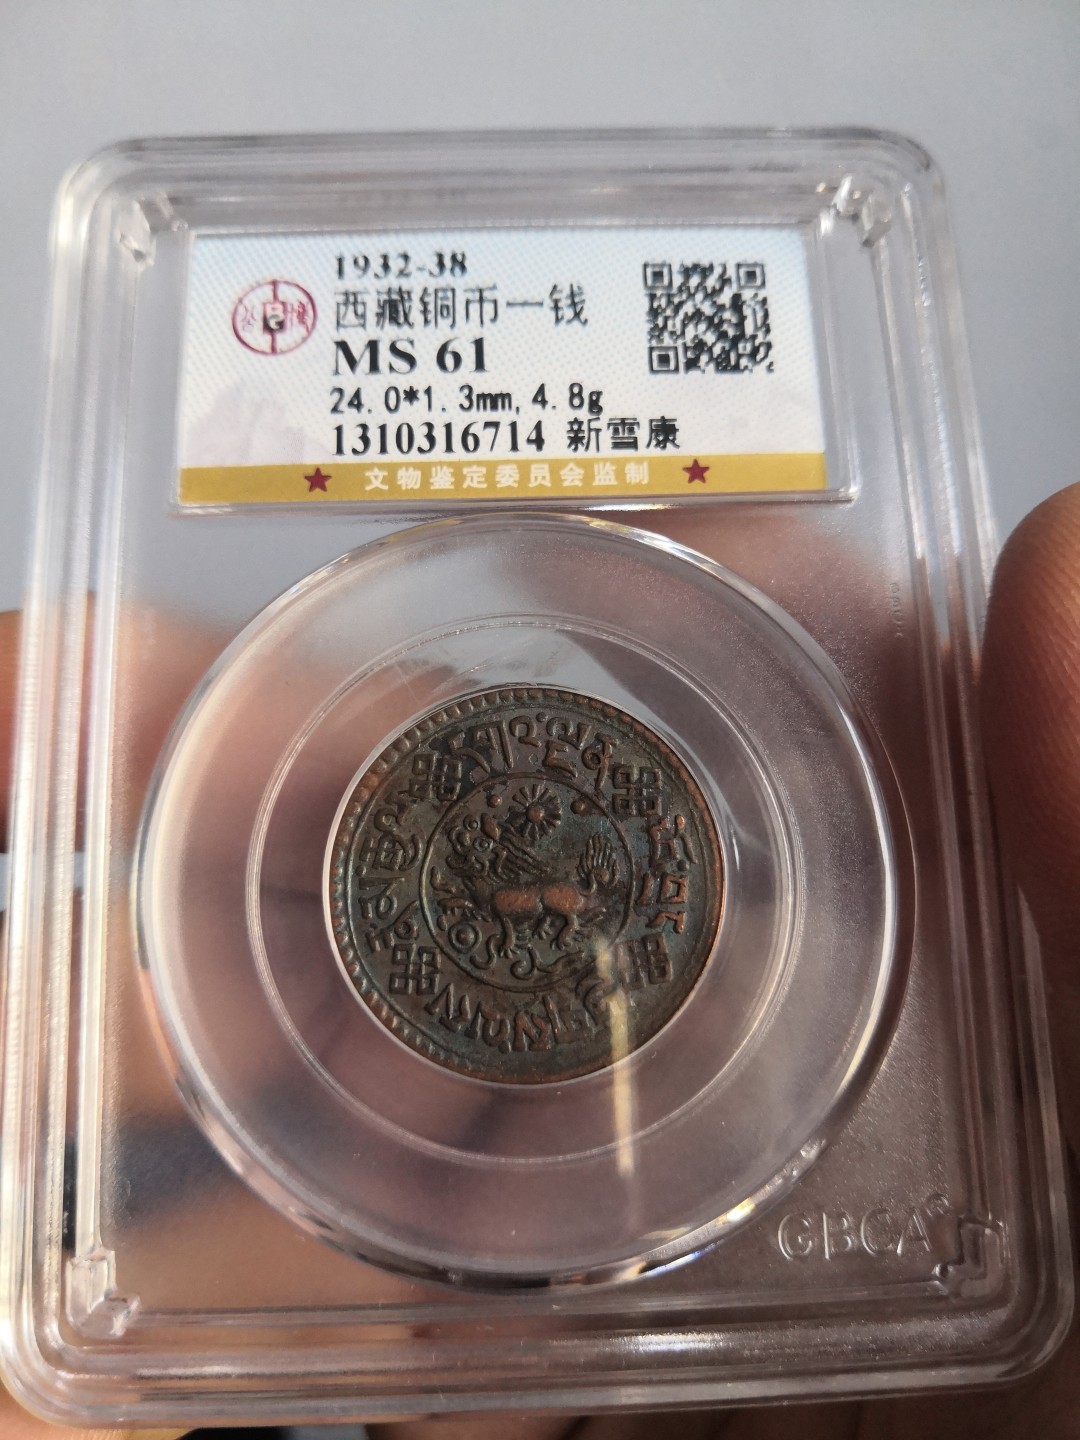 1932-38
西藏铜币一钱
MS 61
24.0*1.3mm,4.8g
1310316714 新雪康
文物鉴定委员会监制
GBCA